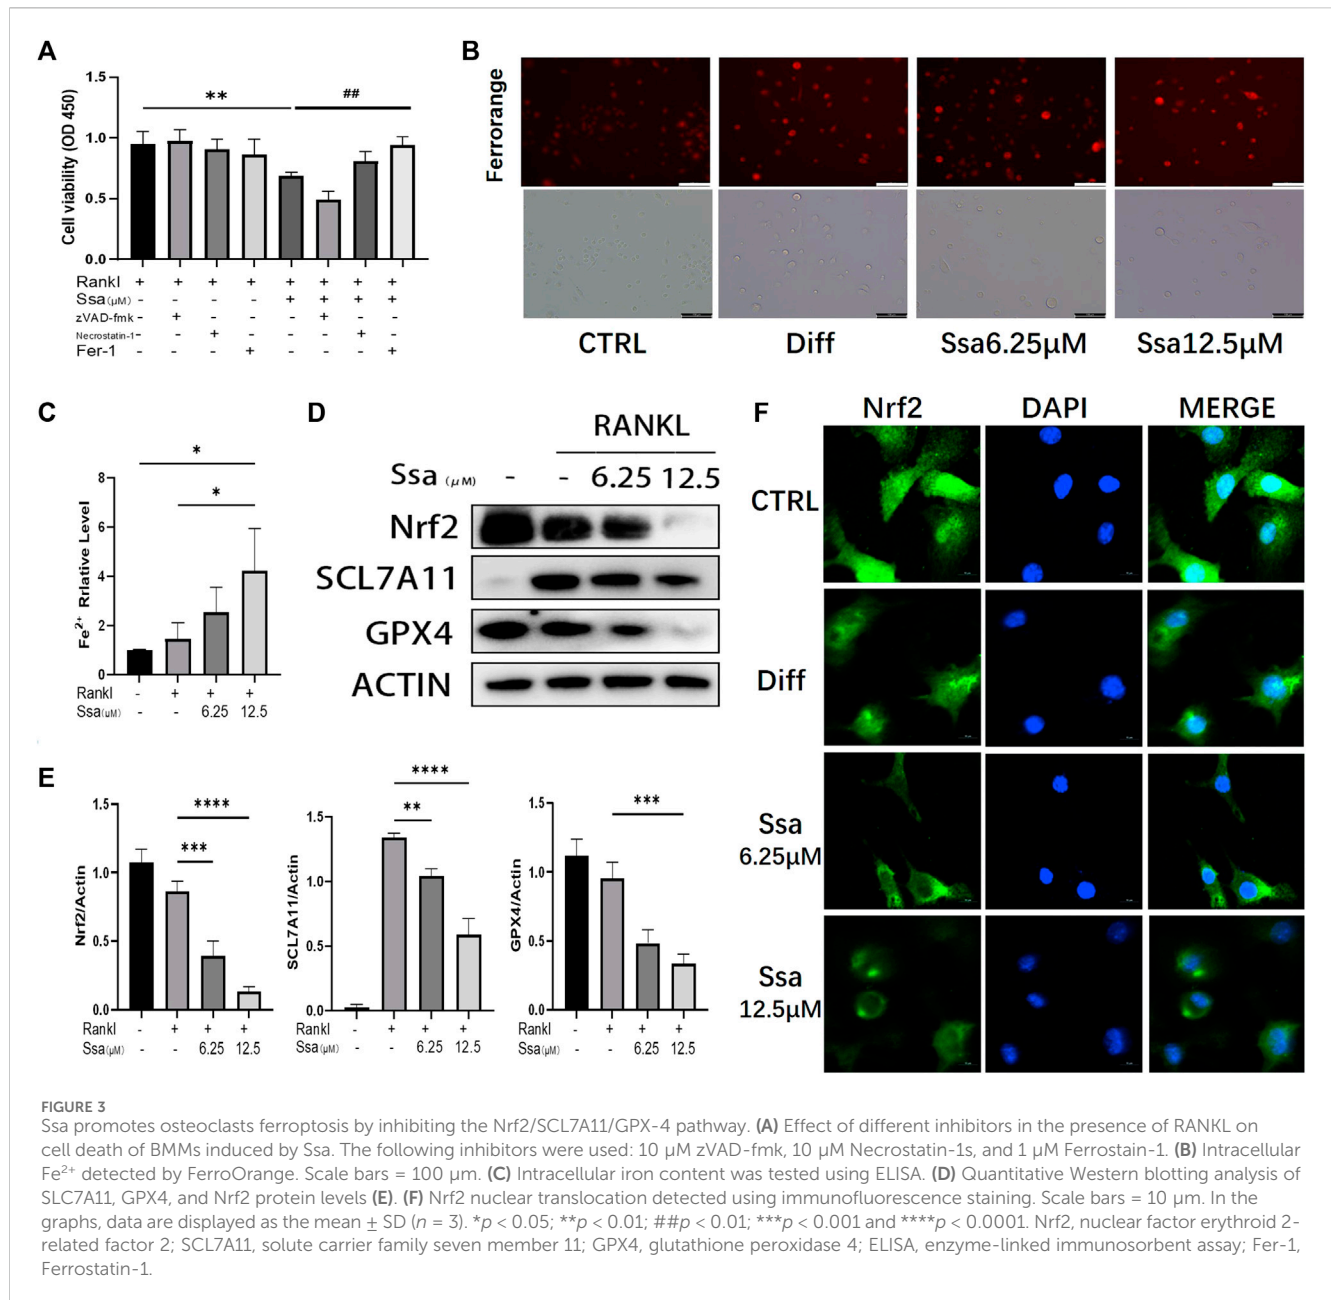 A
Cell viability (OD 450)
1.5
1.0
0.5
0.0
**
##
Rankl + + + + + + + +
Ssa(μM) - - - - + + + +
zVAD-fmk - + - - - + - -
Necrostatin-1 - - + - - - + -
Fer-1 - - - + - - - +
B
Ferrorange
CTRL Diff Ssa6.25μM Ssa12.5μM
C
Fe2+ Rrlative Level
8
6
4
2
0
*
*
Rankl - + + +
Ssa(μM) - - 6.25 12.5
D
RANKL
Ssa (μM) - - 6.25 12.5
Nrf2
SCL7A11
GPX4
ACTIN
E
Nrf2/Actin
1.5
1.0
0.5
0.0
****
***
Rankl - + + +
Ssa(μM) - - 6.25 12.5
SCL7A11/Actin
1.5
1.0
0.5
0.0
****
**
Rankl - + + +
Ssa(μM) - - 6.25 12.5
GPX4/Actin
1.5
1.0
0.5
0.0
***
Rankl - + + +
Ssa(μM) - - 6.25 12.5
F
Nrf2 DAPI MERGE
CTRL
Diff
Ssa
6.25μM
Ssa
12.5μM
FIGURE 3
Ssa promotes osteoclasts ferroptosis by inhibiting the Nrf2/SCL7A11/GPX-4 pathway. (A) Effect of different inhibitors in the presence of RANKL on
cell death of BMMs induced by Ssa. The following inhibitors were used: 10 μM zVAD-fmk, 10 μM Necrostatin-1s, and 1 μM Ferrostain-1. (B) Intracellular
Fe2+ detected by FerroOrange. Scale bars = 100 μm. (C) Intracellular iron content was tested using ELISA. (D) Quantitative Western blotting analysis of
SLC7A11, GPX4, and Nrf2 protein levels (E). (F) Nrf2 nuclear translocation detected using immunofluorescence staining. Scale bars = 10 μm. In the
graphs, data are displayed as the mean ± SD (n = 3). *p < 0.05; **p < 0.01; ##p < 0.01; ***p < 0.001 and ****p < 0.0001. Nrf2, nuclear factor erythroid 2-
related factor 2; SCL7A11, solute carrier family seven member 11; GPX4, glutathione peroxidase 4; ELISA, enzyme-linked immunosorbent assay; Fer-1,
Ferrostatin-1.